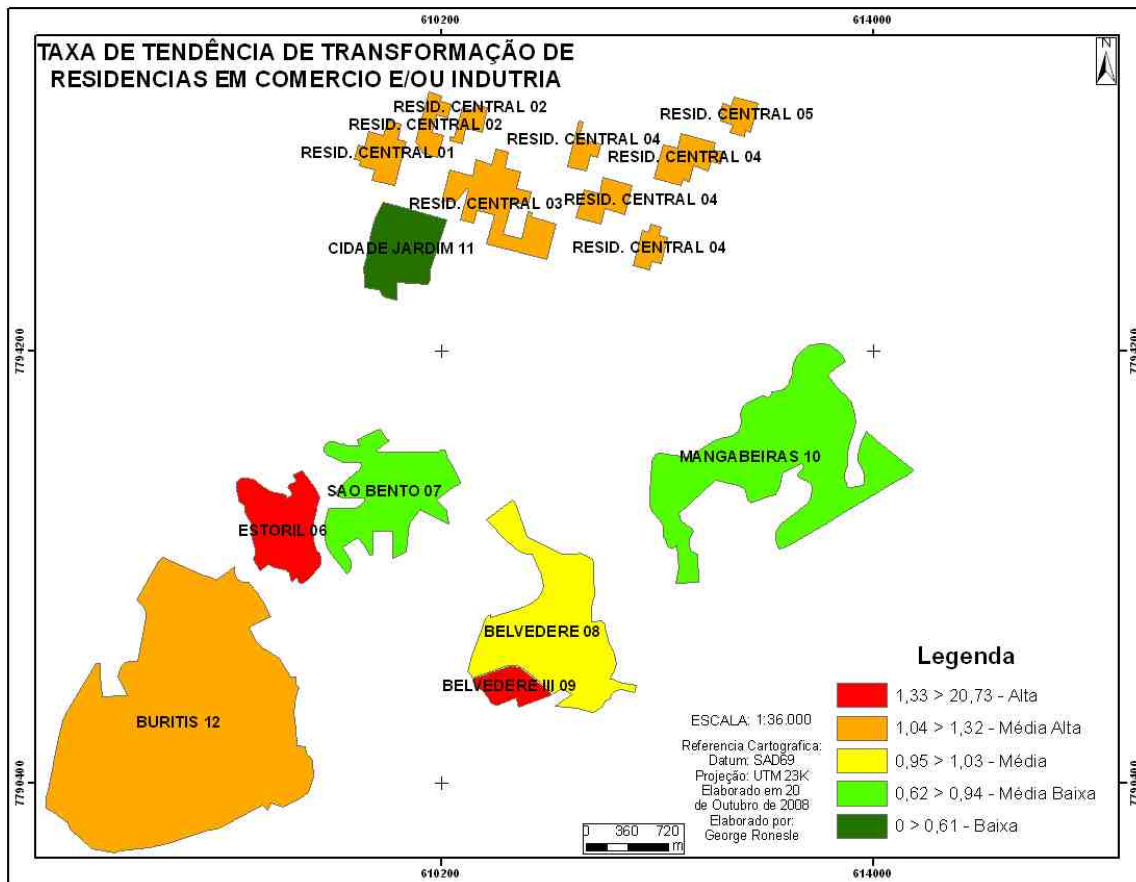 610200
614000
TAXA DE TENDÊNCIA DE TRANSFORMAÇÃO DE
RESIDENCIAS EM COMERCIO E/OU INDUTRIA
N
RESID. CENTRAL 02
RESID. CENTRAL 05
RESID. CENTRAL 02
RESID. CENTRAL 04
RESID. CENTRAL 01
RESID. CENTRAL 04
RESID. CENTRAL 03
RESID. CENTRAL 04
CIDADE JARDIM 11
RESID. CENTRAL 04
7794200
7794200
MANGABEIRAS 10
SAO BENTO 07
ESTORIL 06
BELVEDERE 08
BELVEDERE III 09
BURITIS 12
Legenda
1,33 > 20,73 - Alta
1,04 > 1,32 - Média Alta
0,95 > 1,03 – Média
0,62 > 0,94 - Média Baixa
0 > 0,61 - Baixa
ESCALA: 1:36.000
Referencia Cartografica:
Datum: SAD69
Projeção: UTM 23K
Elaborado em 20
de Outubro de 2008
Elaborado por:
George Ronesle
0 360 720
m
7790400
7790400
610200
614000